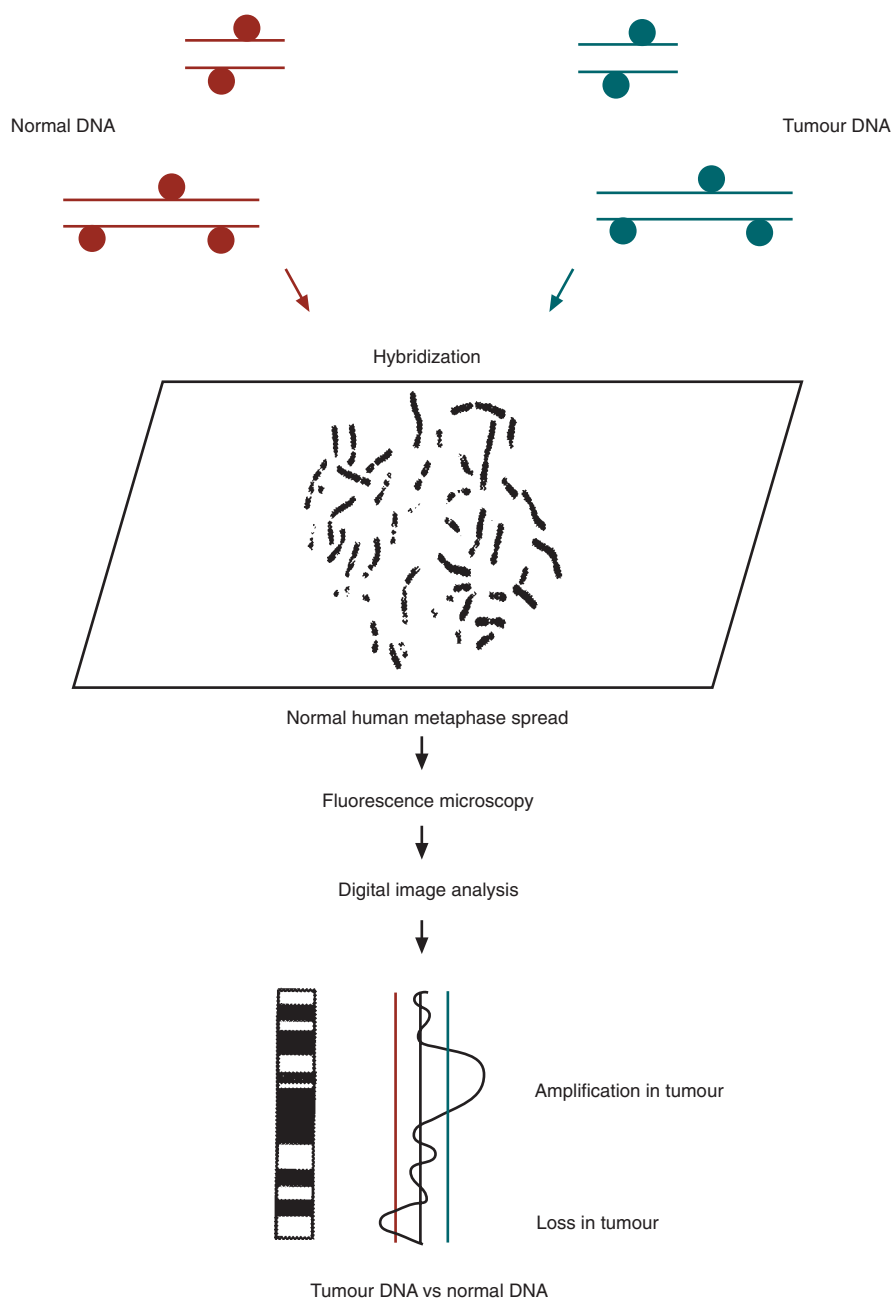 Normal DNA
Tumour DNA
Hybridization
Normal human metaphase spread
Fluorescence microscopy
Digital image analysis
Amplification in tumour
Loss in tumour
Tumour DNA vs normal DNA